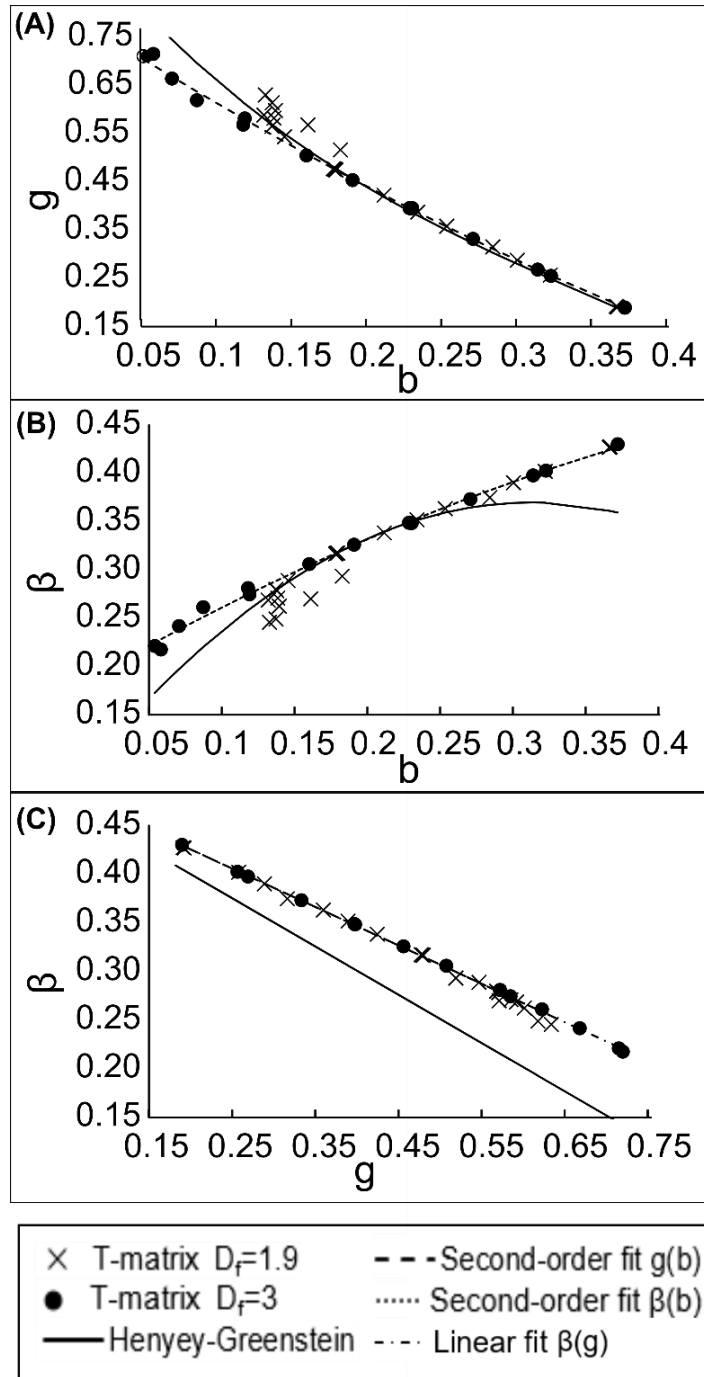 (A)
0.75
0.65
0.55
0.45
0.35
0.25
0.15
g
0.05 0.1 0.15 0.2 0.25 0.3 0.35 0.4
b
(B)
0.45
0.40
0.35
0.30
0.25
0.20
0.15
β
0.05 0.1 0.15 0.2 0.25 0.3 0.35 0.4
b
(C)
0.45
0.40
0.35
0.30
0.25
0.20
0.15
β
0.15 0.25 0.35 0.45 0.55 0.65 0.75
g
T-matrix D_f=1.9
T-matrix D_f=3
Henyey-Greenstein
Second-order fit g(b)
Second-order fit β(b)
Linear fit β(g)